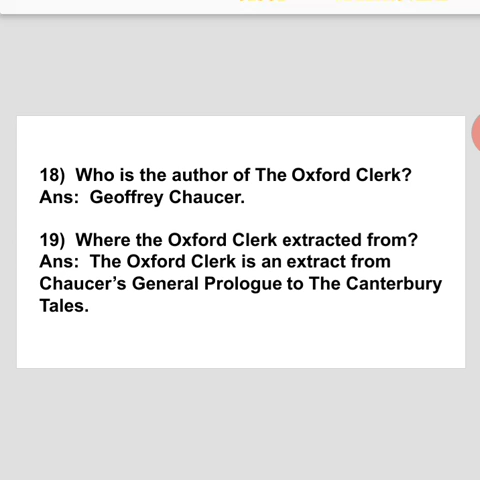 18)  Who is the author of The Oxford Clerk?
Ans:  Geoffrey Chaucer.
19)  Where the Oxford Clerk extracted from?
Ans:  The Oxford Clerk is an extract from
Chaucer’s General Prologue to The Canterbury
Tales.